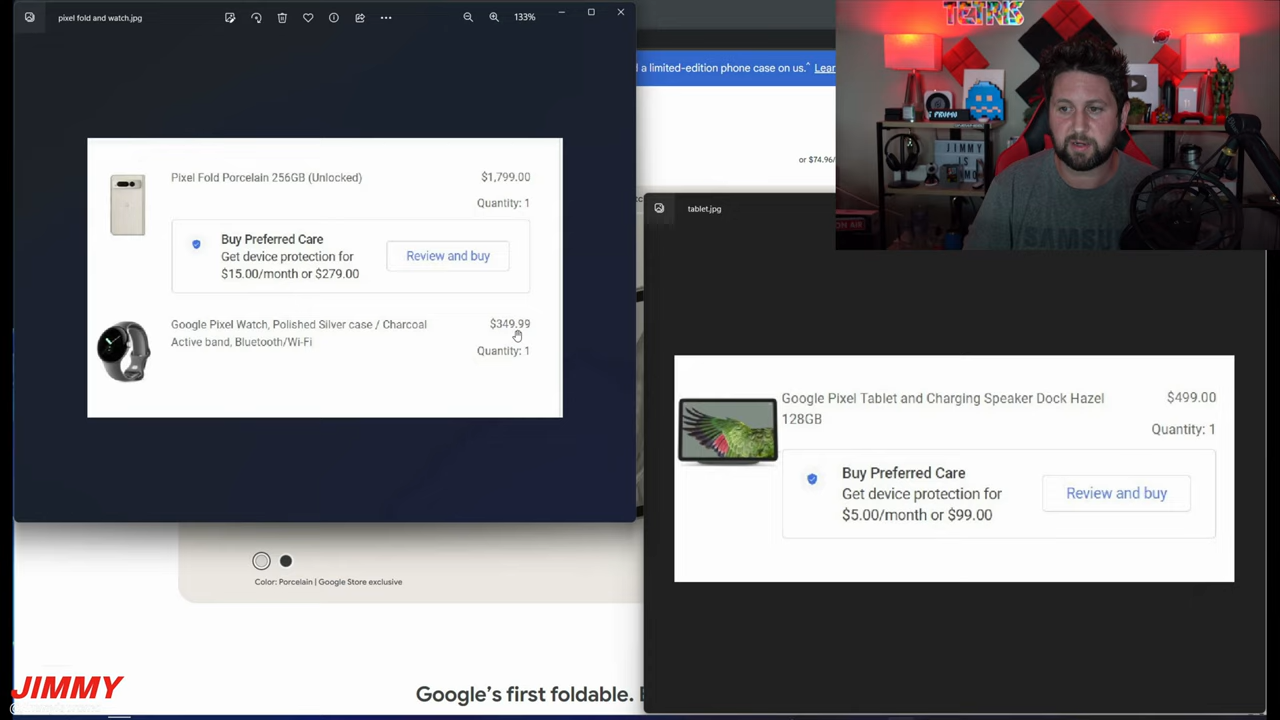 pixel fold and watch.jpg
133%
Pixel Fold Porcelain 256GB (Unlocked)
$1,799.00
Quantity: 1
Buy Preferred Care
Get device protection for
$15.00/month or $279.00
Review and buy
Google Pixel Watch, Polished Silver case / Charcoal
Active band, Bluetooth/Wi-Fi
$349.99
Quantity: 1
d a limited-edition phone case on us.^ Learn
or $74.96/
TETRIS
JIMMY
IS
SAMSUNG
ON AIR
tablet.jpg
Google Pixel Tablet and Charging Speaker Dock Hazel
128GB
$499.00
Quantity: 1
Buy Preferred Care
Get device protection for
$5.00/month or $99.00
Review and buy
Color: Porcelain | Google Store exclusive
Google's first foldable.
JIMMY